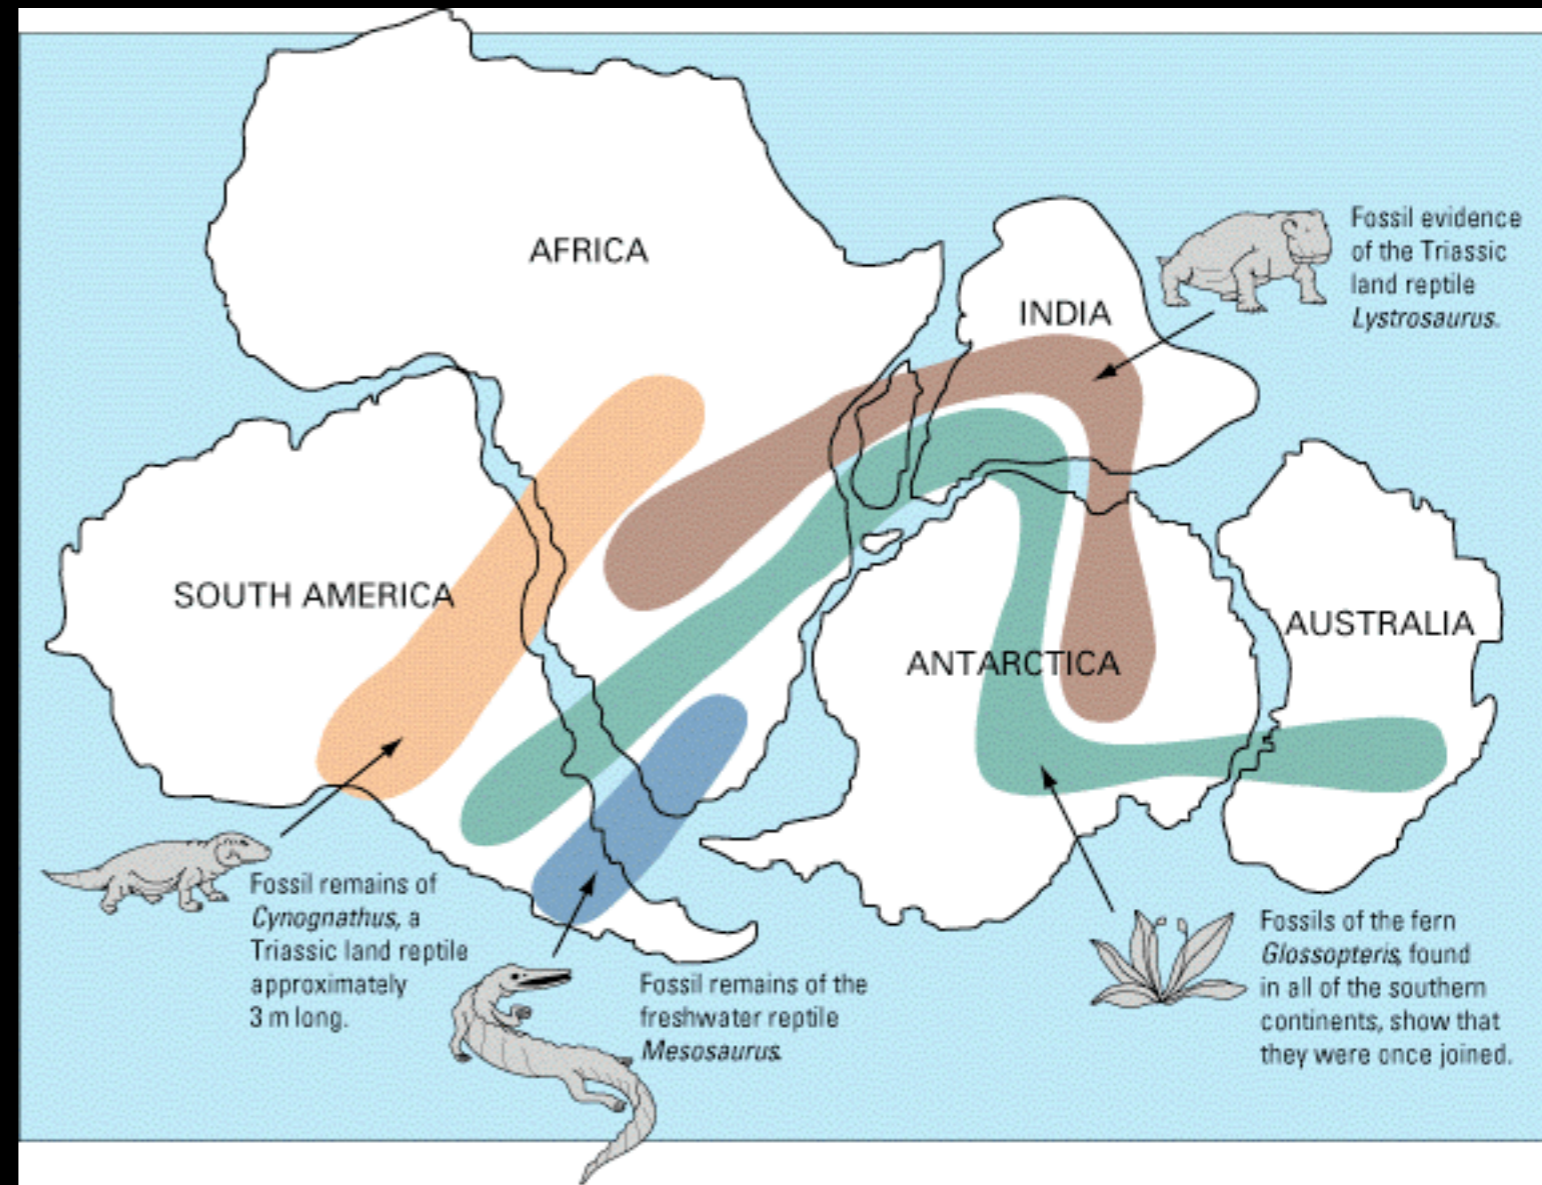 AFRICA
INDIA
Fossil evidence
of the Triassic
land reptile
Lystrosaurus.
SOUTH AMERICA
ANTARCTICA
AUSTRALIA
Fossil remains of
Cynognathus, a
Triassic land reptile
approximately
3 m long.
Fossil remains of the
freshwater reptile
Mesosaurus.
Fossils of the fern
Glossopteris, found
in all of the southern
continents, show that
they were once joined.